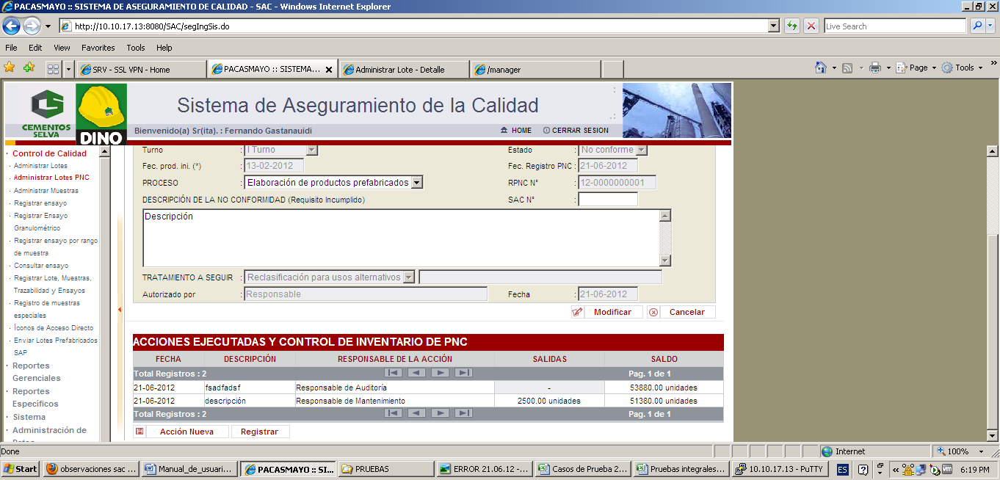 PACASMAYO :: SISTEMA DE ASEGURAMIENTO DE CALIDAD - SAC - Windows Internet Explorer
http://10.10.17.13:8080/SAC/segIngSis.do
Live Search
File Edit View Favorites Tools Help
SRV - SSL VPN - Home
PACASMAYO :: SISTEMA...
Administrar Lote - Detalle
/manager
Page
Tools
CEMENTOS
SELVA
DINO
Sistema de Aseguramiento de la Calidad
Bienvenido(a) Sr(ita). : Fernando Gastanauidi
HOME
CERRAR SESION
Control de Calidad
Administrar Lotes
Administrar Lotes PNC
Administrar Muestras
Registrar ensayo
Registrar Ensayo
Granulométrico
Registrar ensayo por rango
de muestra
Consultar ensayo
Registrar Lote, Muestras,
Trazabilidad y Ensayos
Registro de muestras
especiales
Íconos de Acceso Directo
Enviar Lotes Prefabricados
SAP
Reportes
Gerenciales
Reportes
Específicos
Sistema
Administración de
Turno : I Turno Estado : No conforme
Fec. prod. ini. (*) : 13-02-2012 Fec. Registro PNC : 21-06-2012
PROCESO : Elaboración de productos prefabricados RPNC N° : 12-0000000001
DESCRIPCIÓN DE LA NO CONFORMIDAD (Requisito Incumplido) SAC N° :
Descripción
TRATAMIENTO A SEGUIR : Reclasificación para usos alternativos
Autorizado por : Responsable Fecha : 21-06-2012
Modificar Cancelar
ACCIONES EJECUTADAS Y CONTROL DE INVENTARIO DE PNC
FECHA DESCRIPCIÓN RESPONSABLE DE LA ACCIÓN SALIDAS SALDO
Total Registros : 2 Pag. 1 de 1
21-06-2012 fsadfadsf Responsable de Auditoría - 53880.00 unidades
21-06-2012 descripción Responsable de Mantenimiento 2500.00 unidades 51380.00 unidades
Total Registros : 2 Pag. 1 de 1
Acción Nueva Registrar
Done
Internet
100%
Start
observaciones sac ...
Manual_de_usuari...
PACASMAYO :: SI...
PRUEBAS
ERROR 21.06.12 -...
Casos de Prueba 2...
Pruebas integrales...
10.10.17.13 - PuTTY
ES
6:19 PM